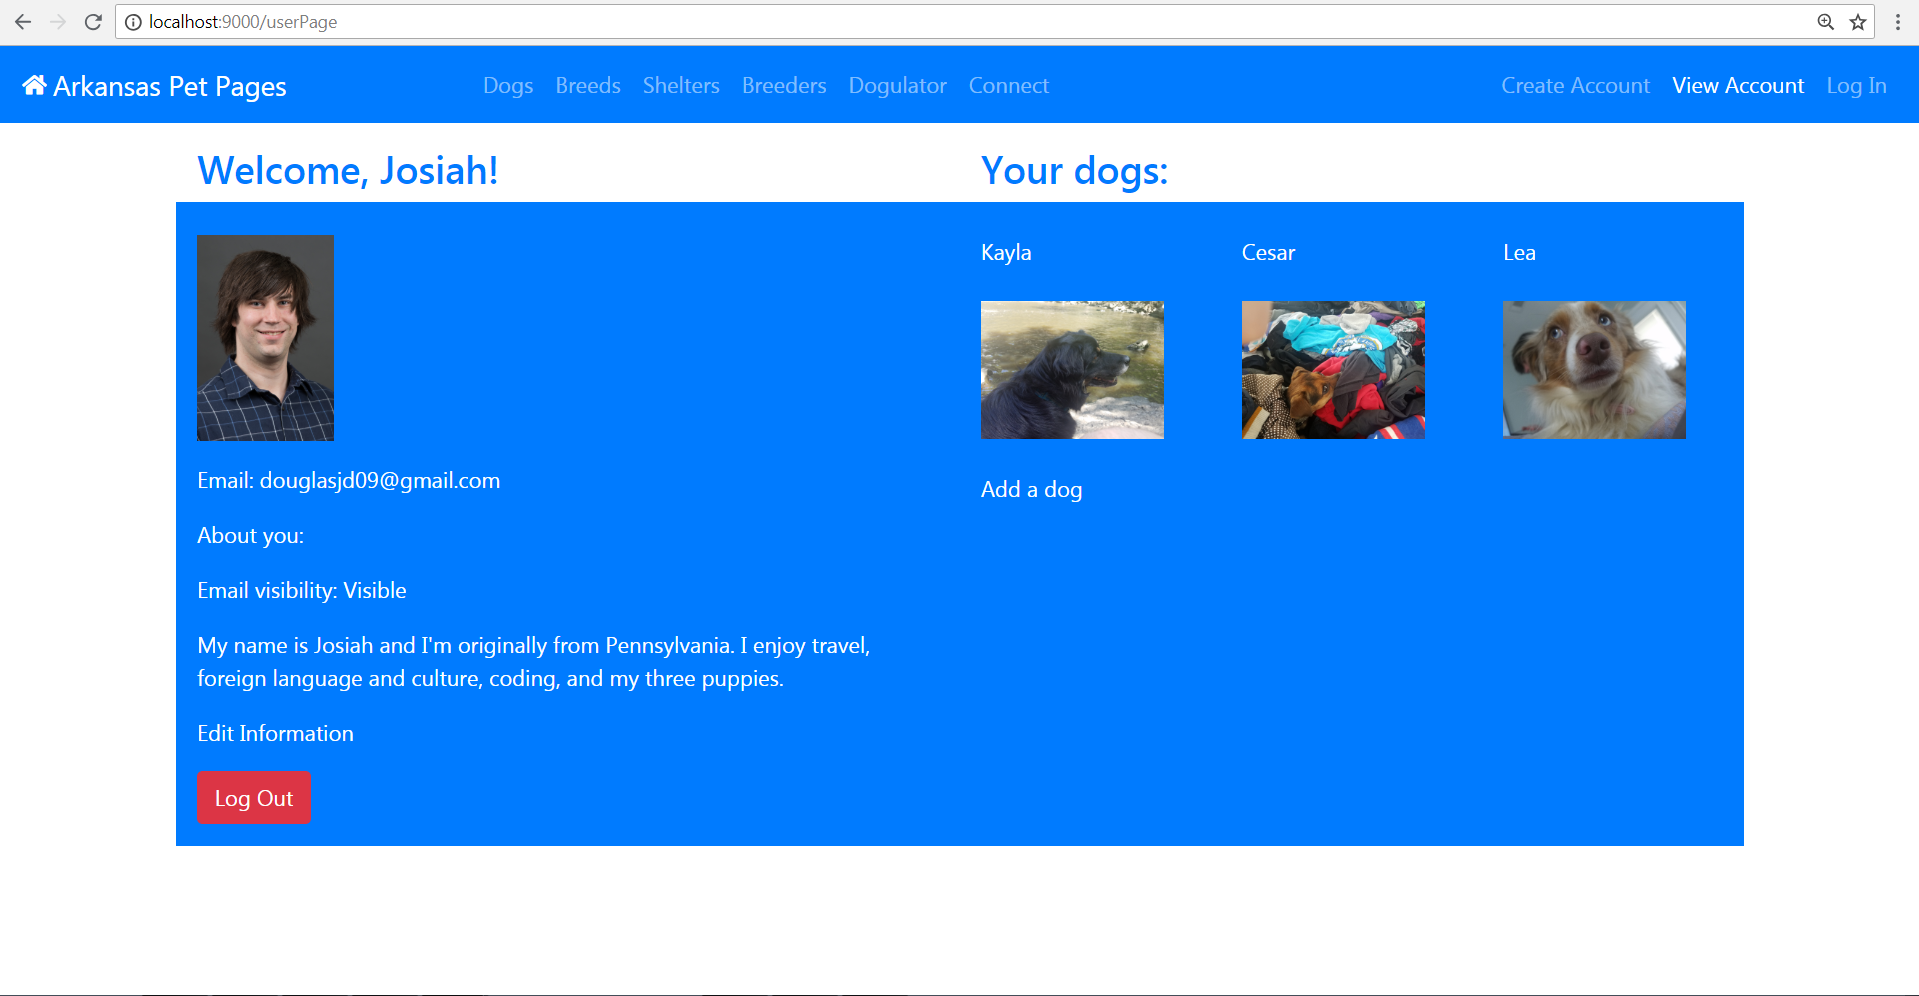 localhost:9000/userPage
Arkansas Pet Pages Dogs Breeds Shelters Breeders Dogulator Connect Create Account View Account Log In
Welcome, Josiah!
Email: douglasjd09@gmail.com
About you:
Email visibility: Visible
My name is Josiah and I'm originally from Pennsylvania. I enjoy travel,
foreign language and culture, coding, and my three puppies.
Edit Information
Log Out
Your dogs:
Kayla Cesar Lea
Add a dog